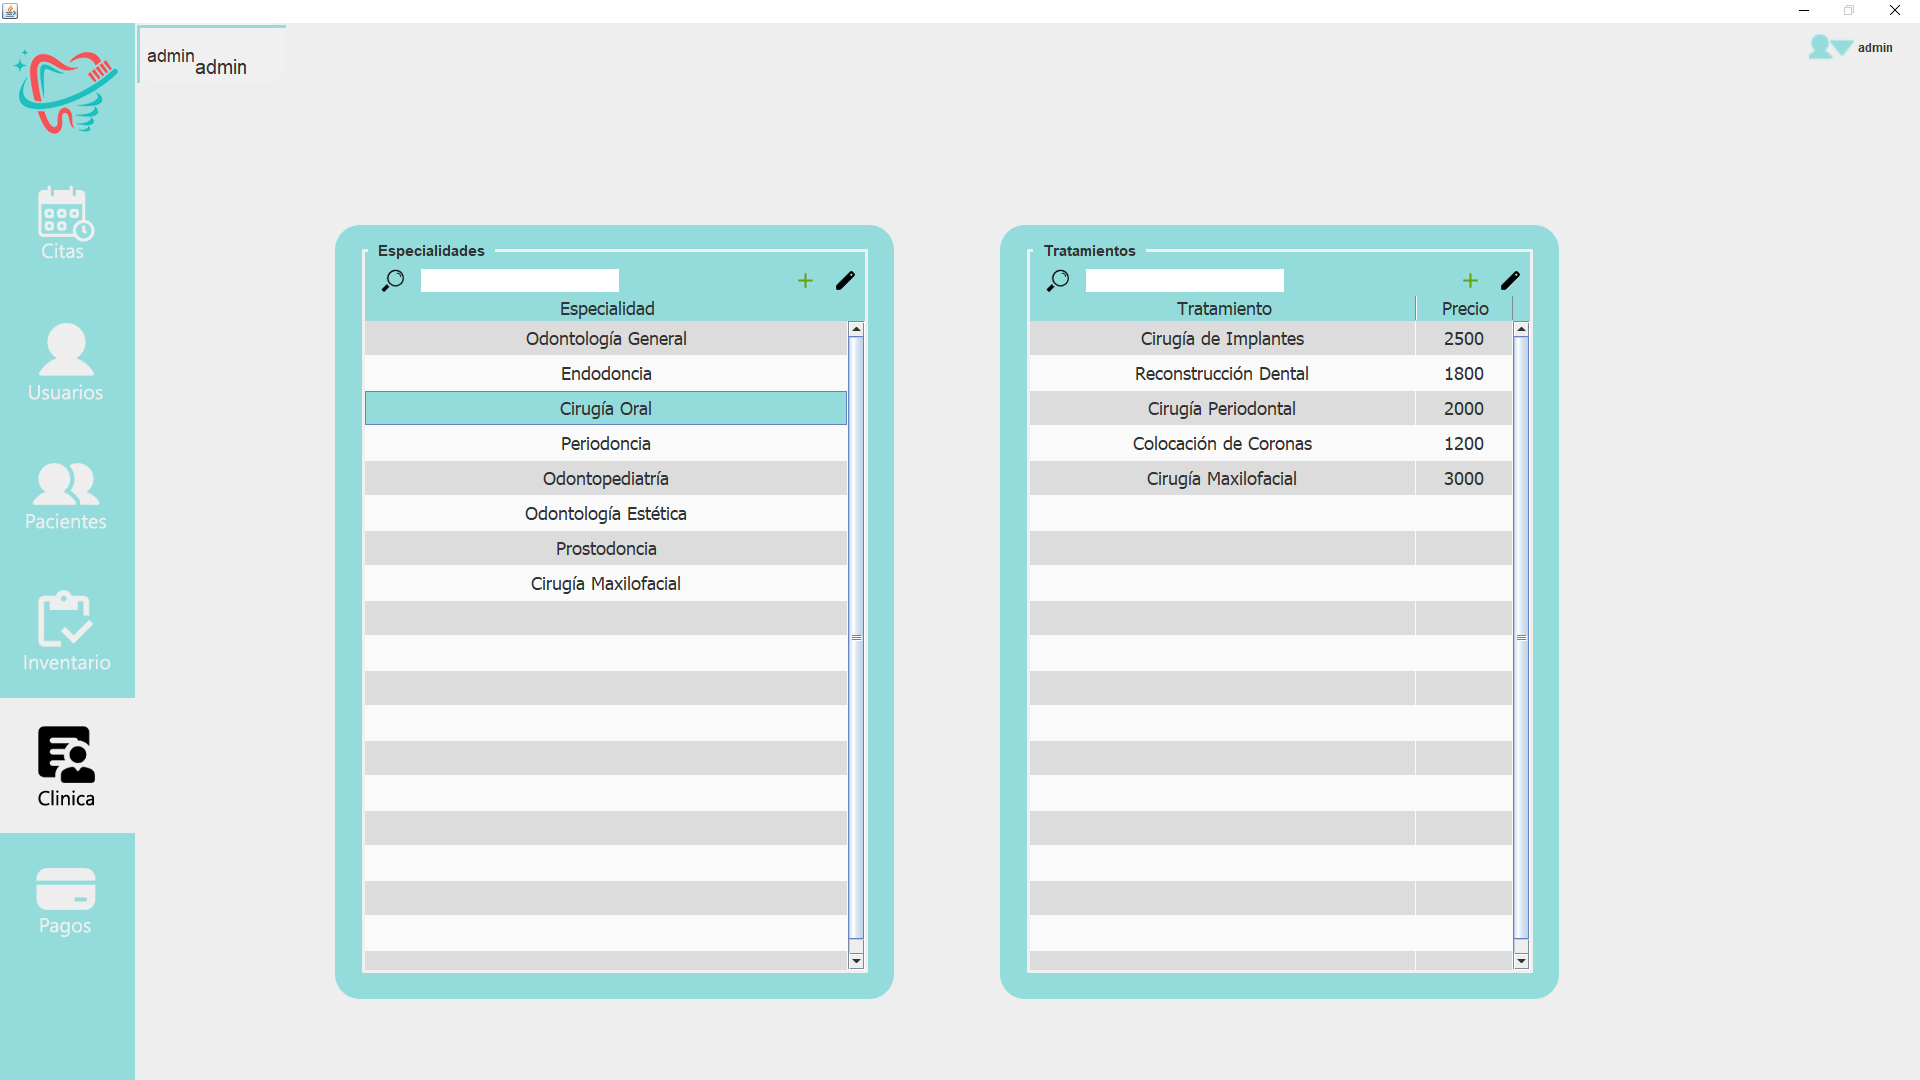 admin
admin
admin
Citas
Usuarios
Pacientes
Inventario
Clinica
Pagos
Especialidades
Especialidad
Odontología General
Endodoncia
Cirugía Oral
Periodoncia
Odontopediatría
Odontología Estética
Prostodoncia
Cirugía Maxilofacial
Tratamientos
Tratamiento Precio
Cirugía de Implantes 2500
Reconstrucción Dental 1800
Cirugía Periodontal 2000
Colocación de Coronas 1200
Cirugía Maxilofacial 3000